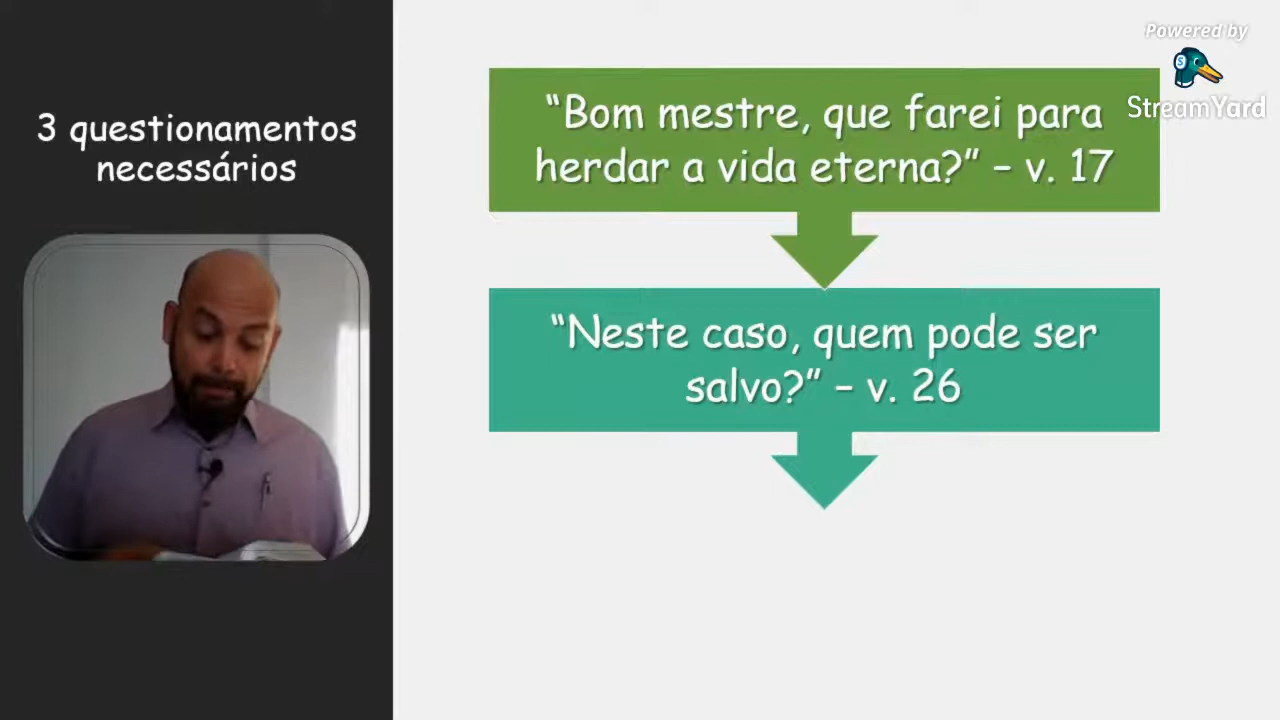 3 questionamentos
necessários
“Bom mestre, que farei para
herdar a vida eterna?” – v. 17
“Neste caso, quem pode ser
salvo?” – v. 26
Powered by
S
StreamYard